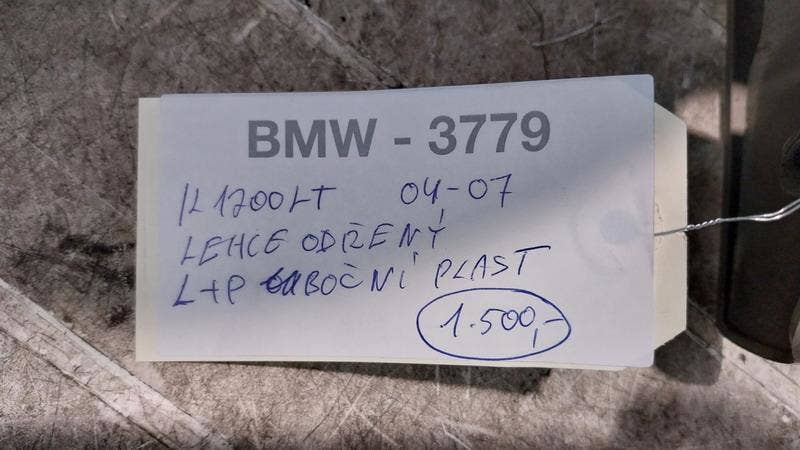 BMW - 3779
K1200LT 04-07
LEHCE ODŘENÝ
L+P BOČNÍ PLAST
1.500,-